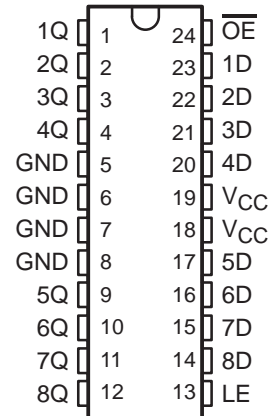 1Q 1 24 O̅E̅
2Q 2 23 1D
3Q 3 22 2D
4Q 4 21 3D
GND 5 20 4D
GND 6 19 VCC
GND 7 18 VCC
GND 8 17 5D
5Q 9 16 6D
6Q 10 15 7D
7Q 11 14 8D
8Q 12 13 LE